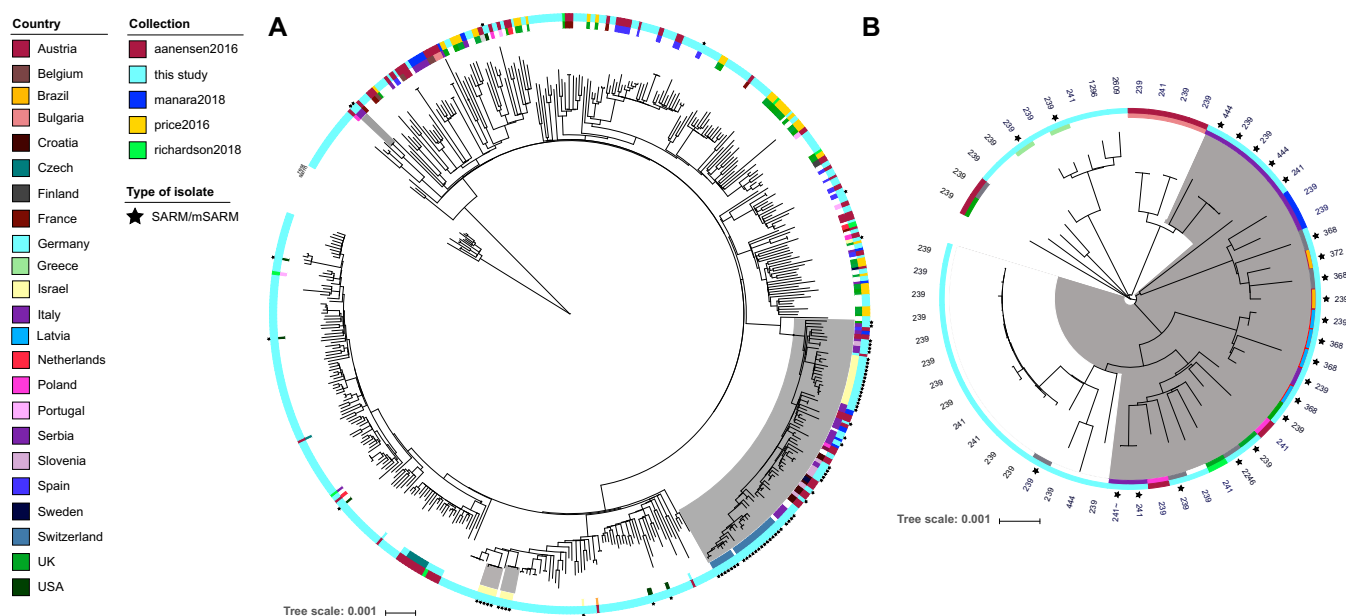 Country
Austria
Belgium
Brazil
Bulgaria
Croatia
Czech
Finland
France
Germany
Greece
Israel
Italy
Latvia
Netherlands
Poland
Portugal
Serbia
Slovenia
Spain
Sweden
Switzerland
UK
USA
Collection
aanensen2016
this study
manara2018
price2016
richardson2018
Type of isolate
SARM/mSARM
A
Tree scale: 0.001
B
239
239
239
239
239
241
1296
2609
239
241
239
239
444
239
239
444
241
239
239
368
372
368
239
239
368
368
239
368
239
241
239
2246
241
239
239
239
241
241~
239
444
239
239
239
241
241
239
239
239
239
239
239
239
239
Tree scale: 0.001